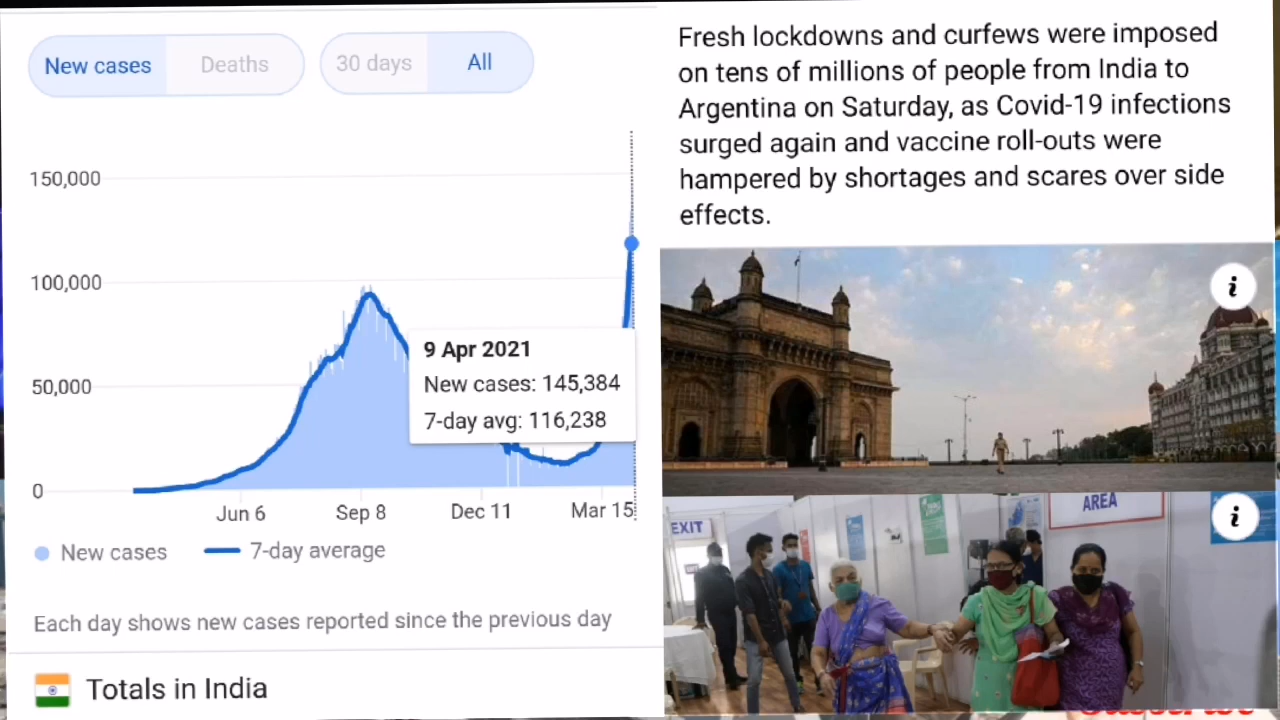 New cases
Deaths
30 days
All
150,000
100,000
50,000
0
9 Apr 2021
New cases: 145,384
7-day avg: 116,238
Jun 6
Sep 8
Dec 11
Mar 15
New cases
7-day average
Each day shows new cases reported since the previous day
Totals in India
Fresh lockdowns and curfews were imposed
on tens of millions of people from India to
Argentina on Saturday, as Covid-19 infections
surged again and vaccine roll-outs were
hampered by shortages and scares over side
effects.
i
EXIT
AREA
i